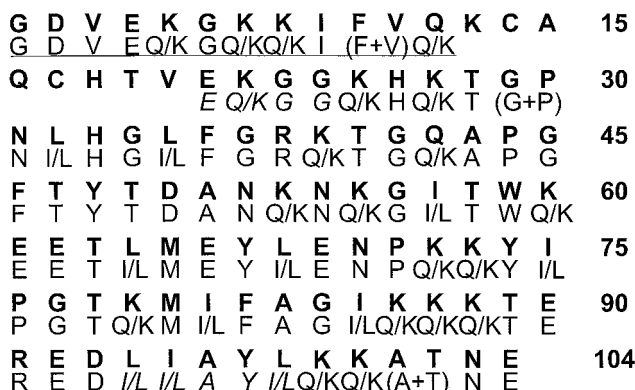 G D V E K G K K I F V Q K C A 15
G D V E Q/K G Q/K Q/K I (F+V) Q/K
Q C H T V E K G G K H K T G P 30
E Q/K G G Q/K H Q/K T (G+P)
N L H G L F G R K T G Q A P G 45
N I/L H G I/L F G R Q/K T G Q/K A P G
F T Y T D A N K N K G I T W K 60
F T Y T D A N Q/K N Q/K G I/L T W Q/K
E E T L M E Y L E N P K K Y I 75
E E T I/L M E Y I/L E N P Q/K Q/K Y I/L
P G T K M I F A G I K K K T E 90
P G T Q/K M I/L F A G I/L Q/K Q/K Q/K T E
R E D L I A Y L K K A T N E 104
R E D I/L I/L A Y I/L Q/K Q/K (A+T) N E